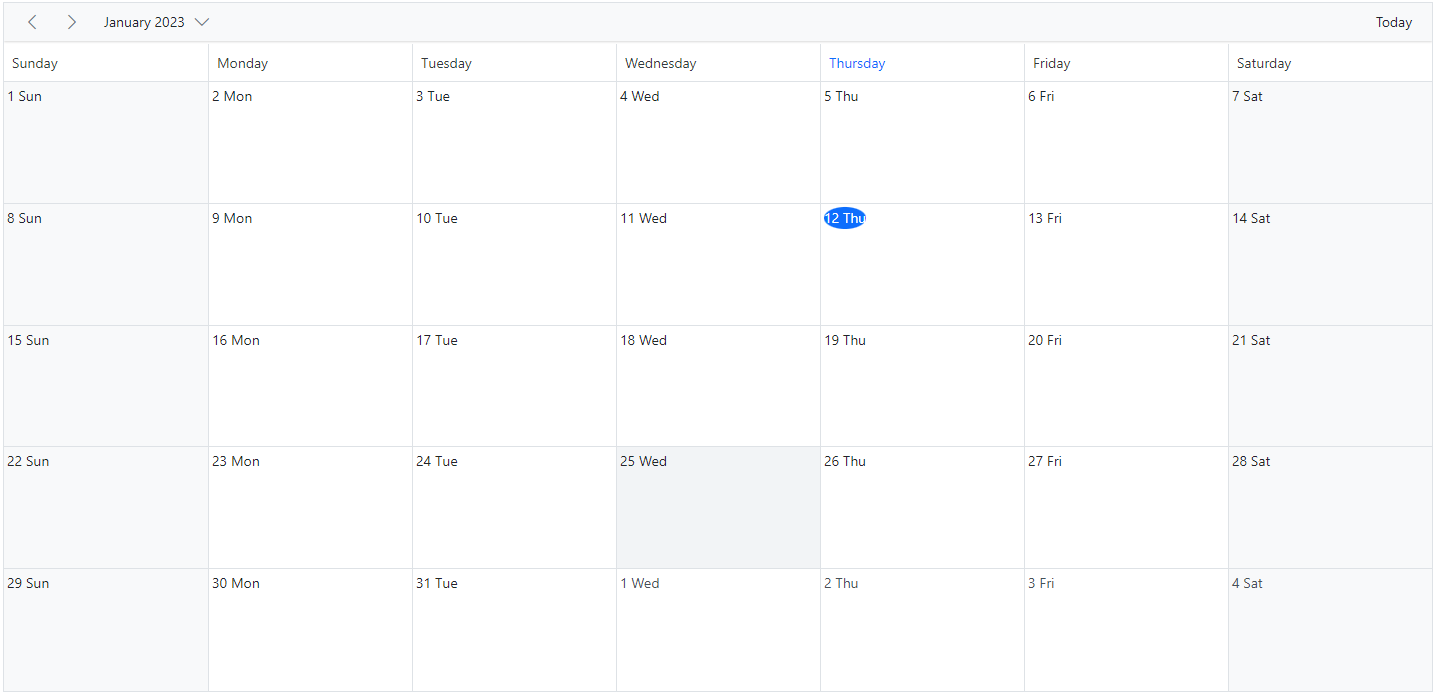 January 2023 Today
Sunday Monday Tuesday Wednesday Thursday Friday Saturday
1 Sun 2 Mon 3 Tue 4 Wed 5 Thu 6 Fri 7 Sat
8 Sun 9 Mon 10 Tue 11 Wed 12 Thu 13 Fri 14 Sat
15 Sun 16 Mon 17 Tue 18 Wed 19 Thu 20 Fri 21 Sat
22 Sun 23 Mon 24 Tue 25 Wed 26 Thu 27 Fri 28 Sat
29 Sun 30 Mon 31 Tue 1 Wed 2 Thu 3 Fri 4 Sat